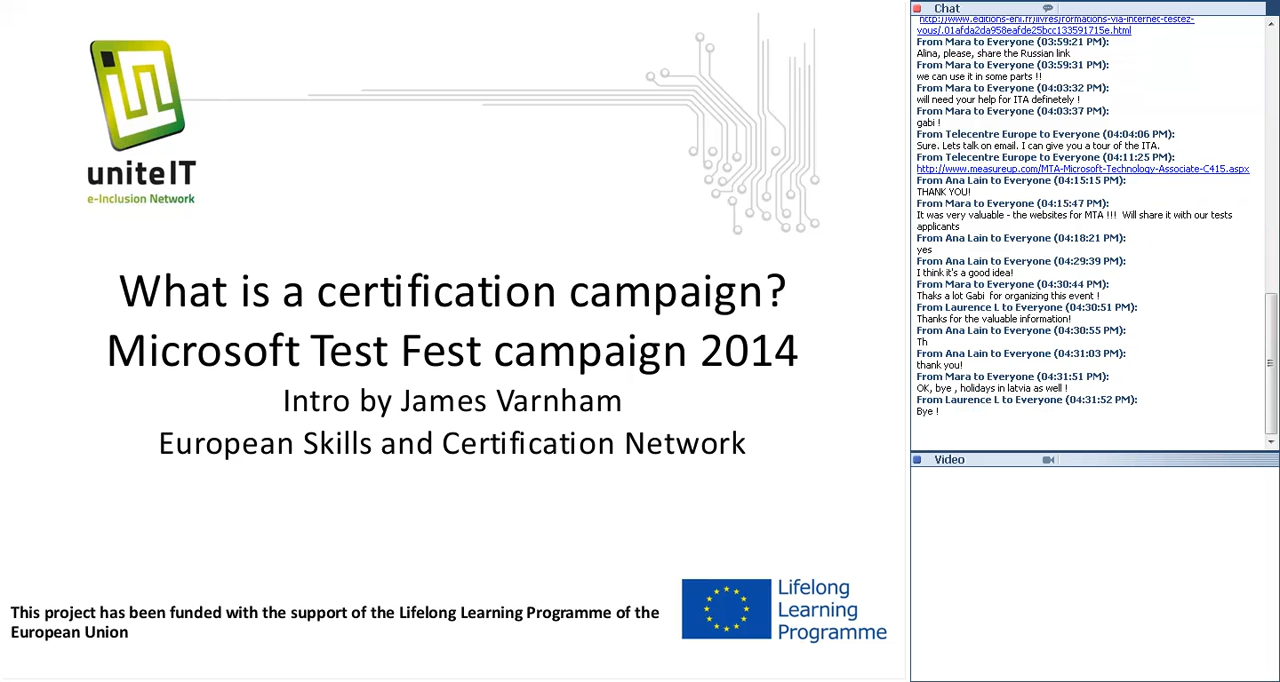 uniteIT
e-Inclusion Network
What is a certification campaign?
Microsoft Test Fest campaign 2014
Intro by James Varnham
European Skills and Certification Network
This project has been funded with the support of the Lifelong Learning Programme of the
European Union
Lifelong
Learning
Programme
Chat
http://www.editions-eni.fr/livres/formations-via-internet-testez-
vous/.01afda2da958eafde25bcc133591715e.html
From Mara to Everyone (03:59:21 PM):
Alina, please, share the Russian link
From Mara to Everyone (03:59:31 PM):
we can use it in some parts !!
From Mara to Everyone (04:03:32 PM):
will need your help for ITA definetely !
From Mara to Everyone (04:03:37 PM):
gabi !
From Telecentre Europe to Everyone (04:04:06 PM):
Sure. Lets talk on email. I can give you a tour of the ITA.
From Telecentre Europe to Everyone (04:11:25 PM):
http://www.measureup.com/MTA-Microsoft-Technology-Associate-C415.aspx
From Ana Lain to Everyone (04:15:15 PM):
THANK YOU!
From Mara to Everyone (04:15:47 PM):
It was very valuable - the websites for MTA !!! Will share it with our tests
applicants
From Ana Lain to Everyone (04:18:21 PM):
yes
From Ana Lain to Everyone (04:29:39 PM):
I think it's a good idea!
From Mara to Everyone (04:30:44 PM):
Thaks a lot Gabi for organizing this event !
From Laurence L to Everyone (04:30:51 PM):
Thanks for the valuable information!
From Ana Lain to Everyone (04:30:55 PM):
Th
From Ana Lain to Everyone (04:31:03 PM):
thank you!
From Mara to Everyone (04:31:51 PM):
OK, bye , holidays in latvia as well !
From Laurence L to Everyone (04:31:52 PM):
Bye !
Video